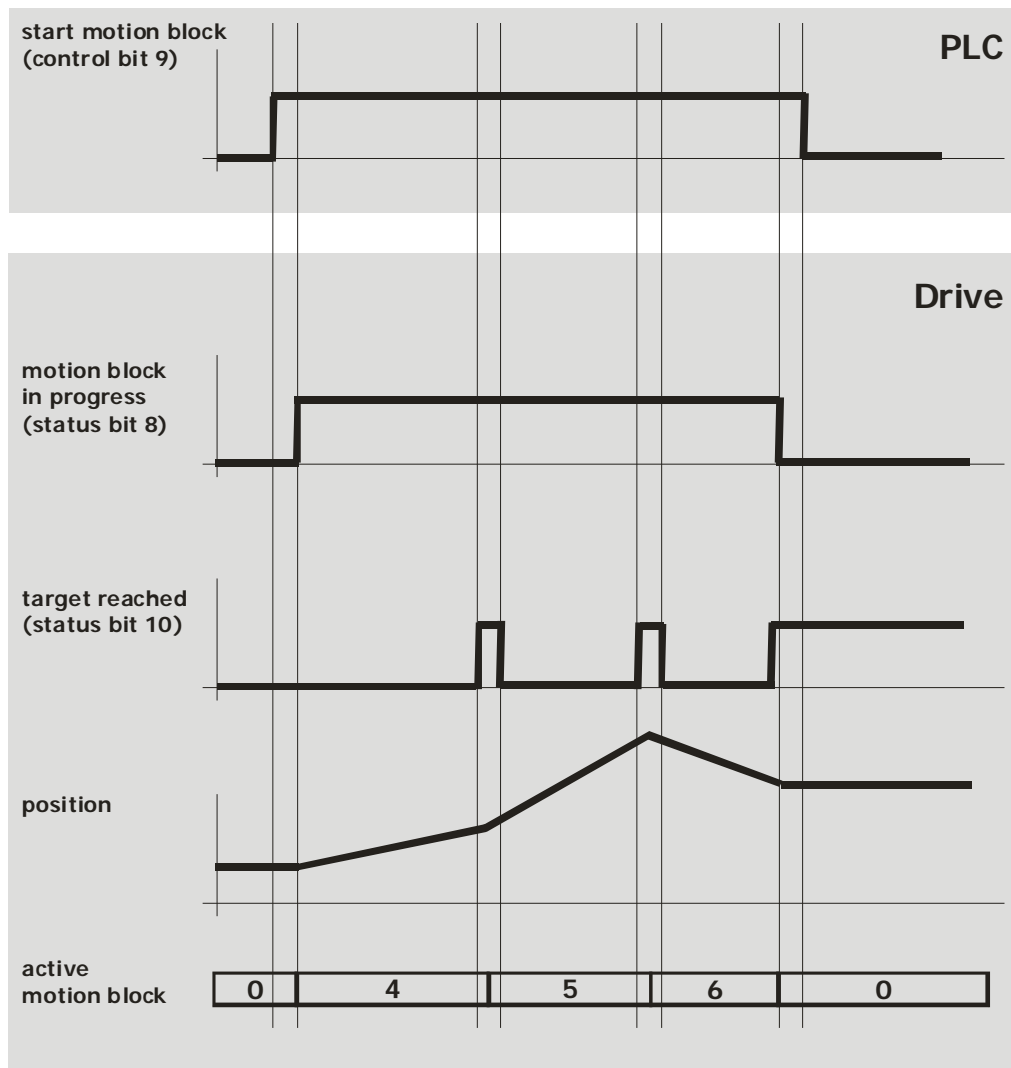 start motion block
(control bit 9)
PLC
Drive
motion block
in progress
(status bit 8)
target reached
(status bit 10)
position
active
motion block
0 4 5 6 0